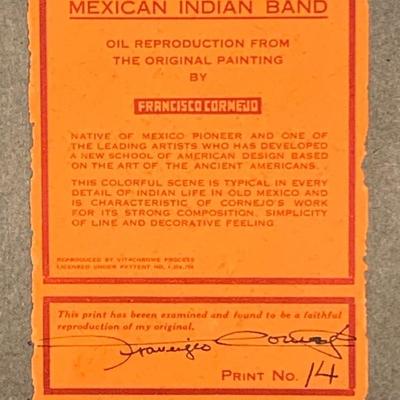 MEXICAN INDIAN BAND
OIL REPRODUCTION FROM
THE ORIGINAL PAINTING
BY
FRANCISCO CORNEJO
NATIVE OF MEXICO PIONEER AND ONE OF
THE LEADING ARTISTS WHO HAS DEVELOPED
A NEW SCHOOL OF AMERICAN DESIGN BASED
ON THE ART OF THE ANCIENT AMERICANS.
THIS COLORFUL SCENE IS TYPICAL IN EVERY
DETAIL OF INDIAN LIFE IN OLD MEXICO AND
IS CHARACTERISTIC OF CORNEJO'S WORK
FOR ITS STRONG COMPOSITION, SIMPLICITY
OF LINE AND DECORATIVE FEELING
REPRODUCED BY VITACHROME PROCESS
LICENSED UNDER PATTENT NO.
This print has been examined and found to be a faithful
reproduction of my original.
Francisco Cornejo
PRINT NO. 14